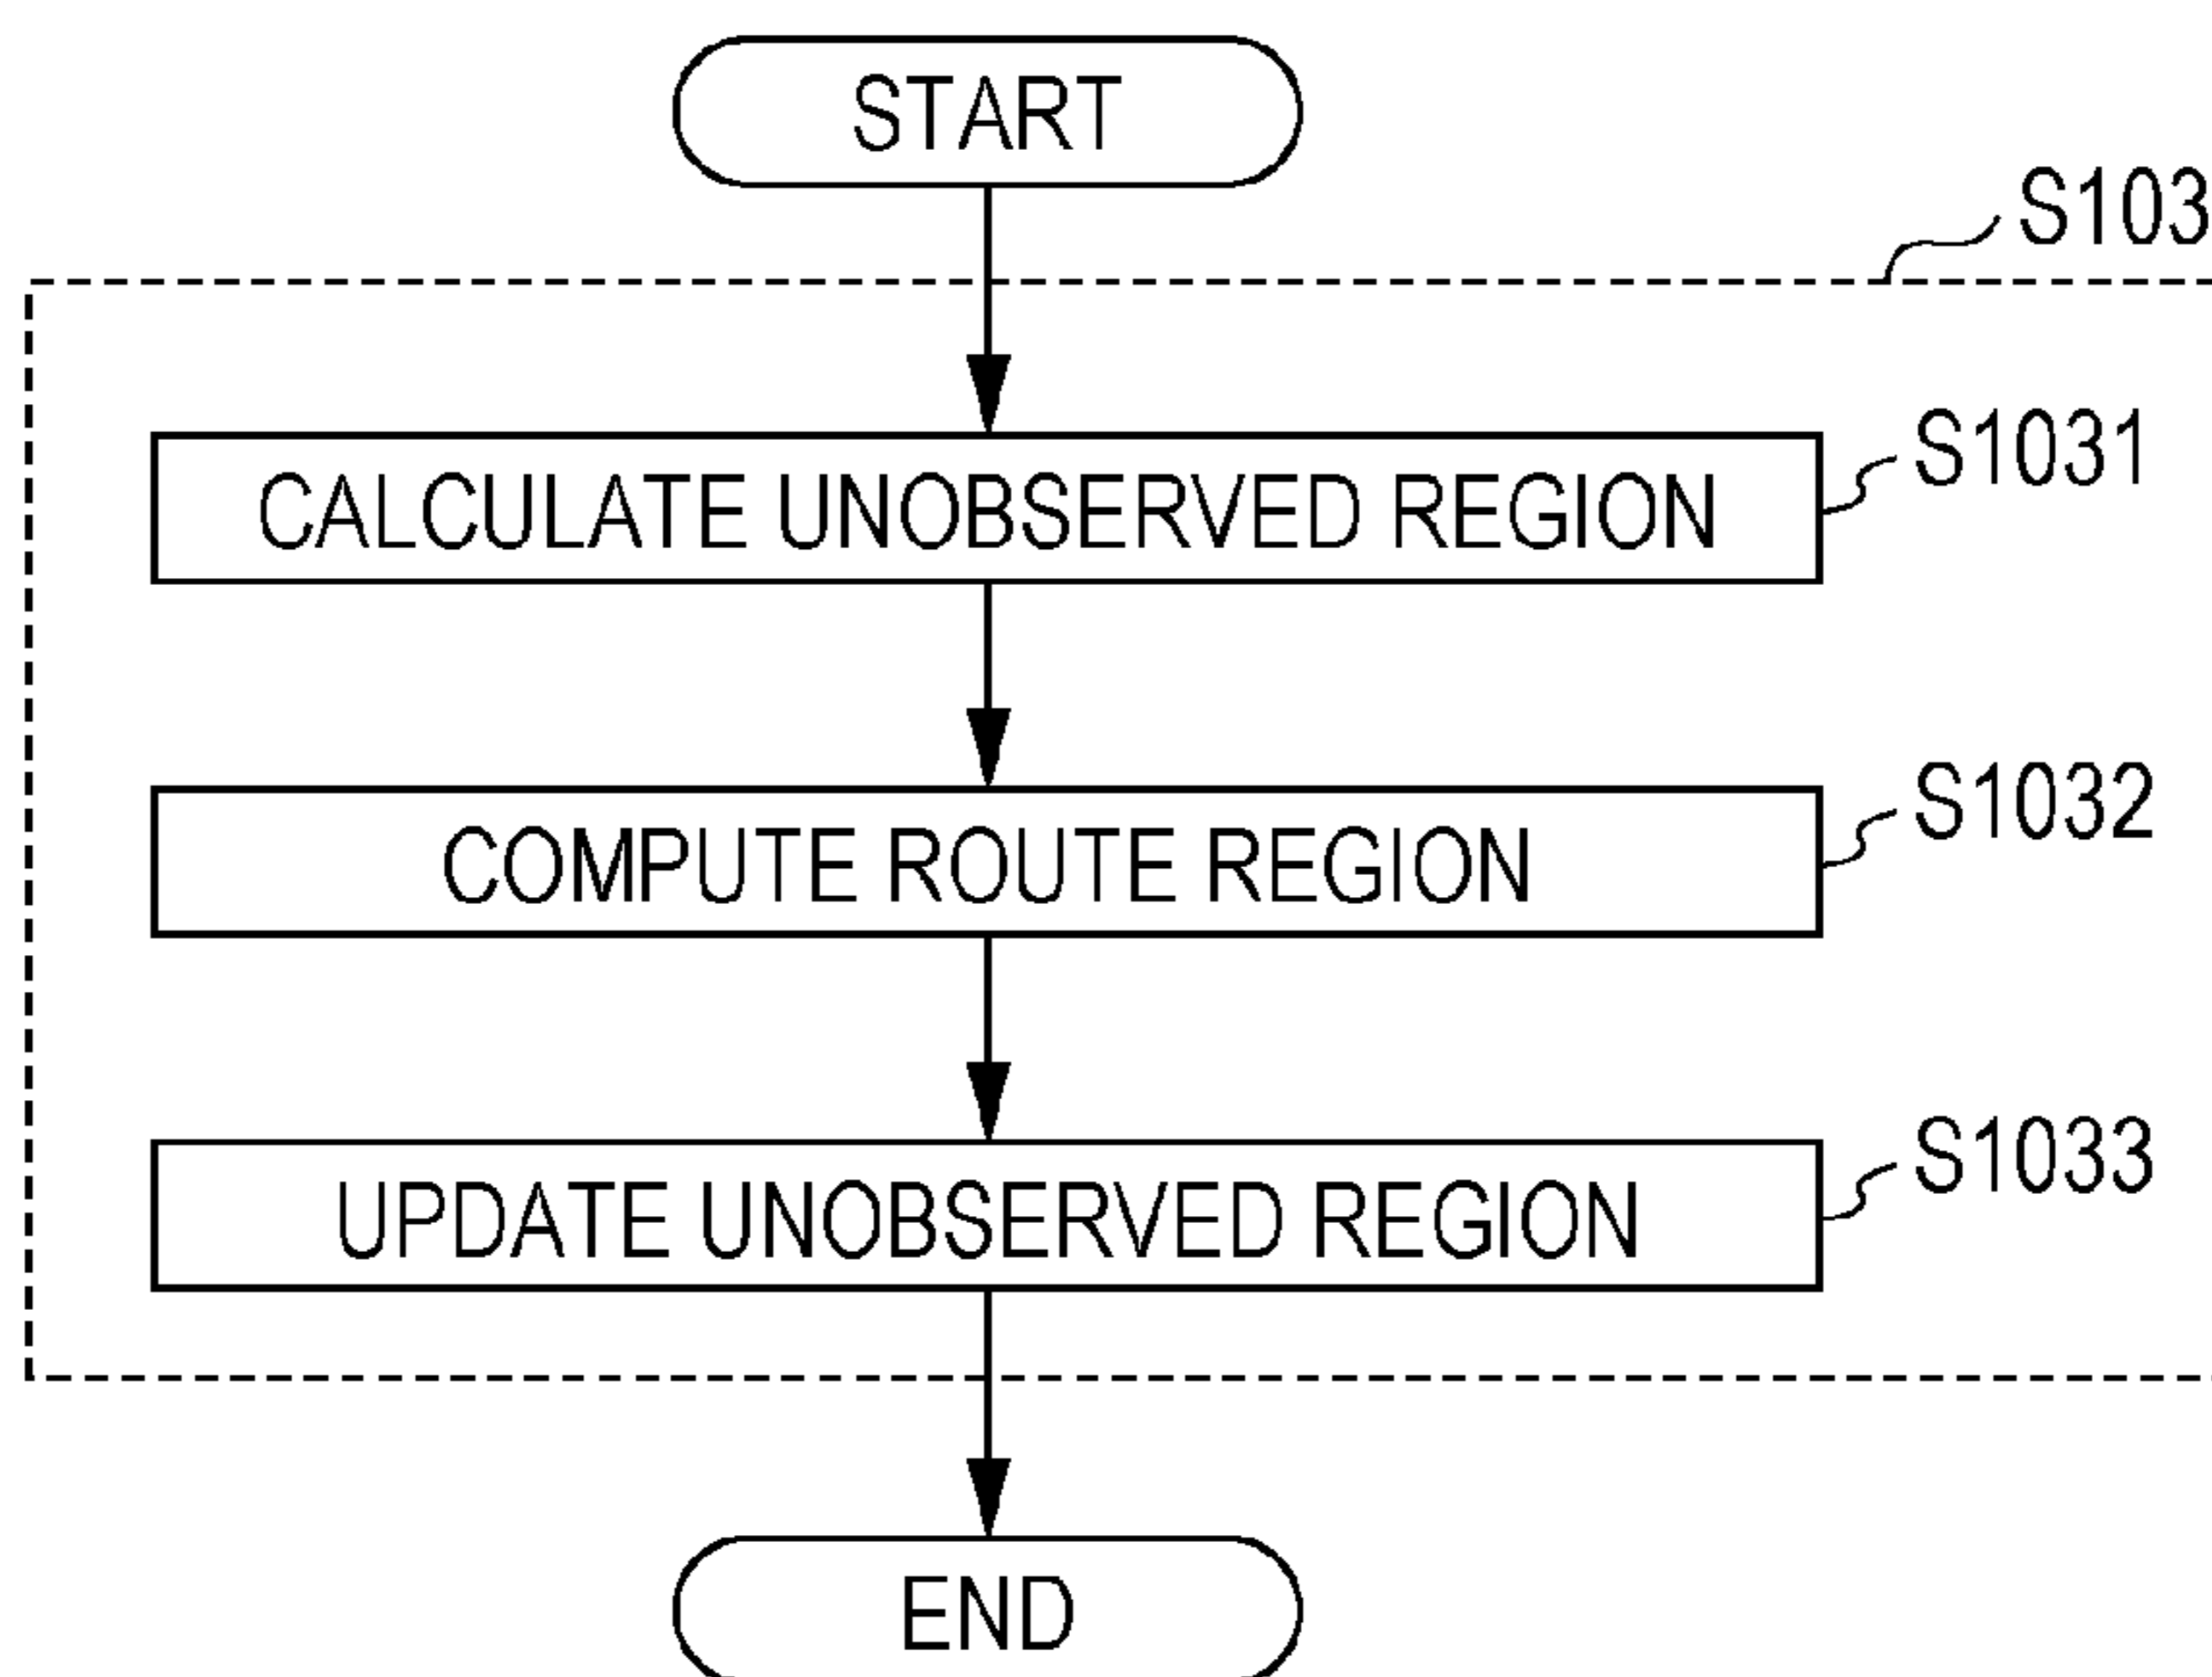 START
S103
CALCULATE UNOBSERVED REGION
S1031
COMPUTE ROUTE REGION
S1032
UPDATE UNOBSERVED REGION
S1033
END